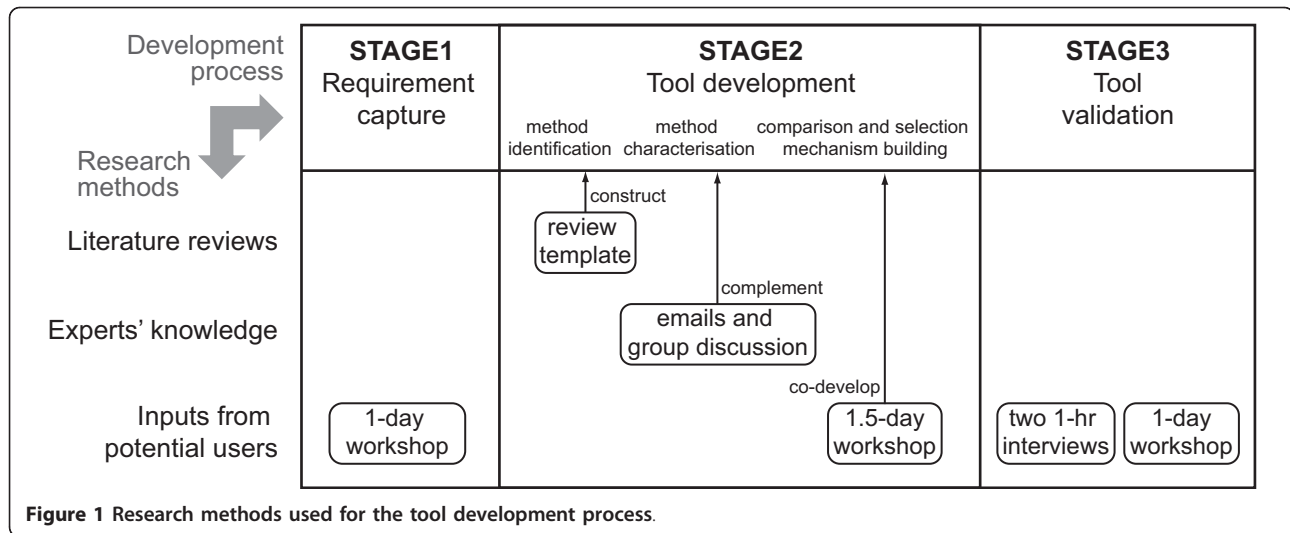 Development
process
Research
methods
STAGE1
Requirement
capture
STAGE2
Tool development
method
identification
method
characterisation
comparison and selection
mechanism building
STAGE3
Tool
validation
Literature reviews
construct
review
template
Experts' knowledge
complement
emails and
group discussion
Inputs from
potential users
1-day
workshop
co-develop
1.5-day
workshop
two 1-hr
interviews
1-day
workshop
Figure 1 Research methods used for the tool development process.